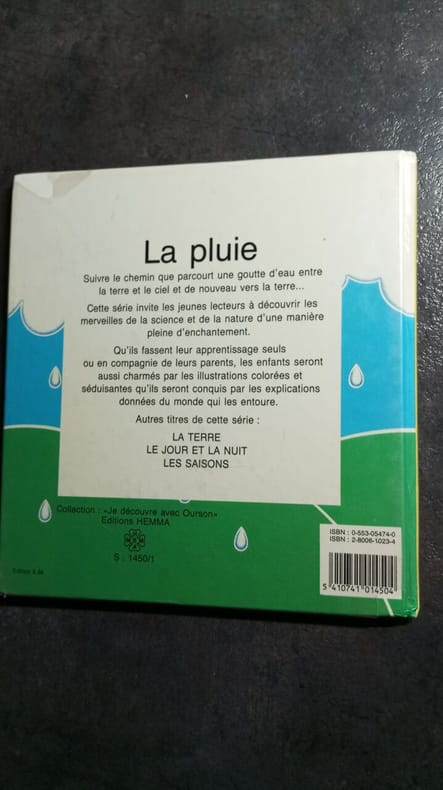 La pluie
Suivre le chemin que parcourt une goutte d'eau entre
la terre et le ciel et de nouveau vers la terre...
Cette série invite les jeunes lecteurs à découvrir les
merveilles de la science et de la nature d'une manière
pleine d'enchantement.
Qu'ils fassent leur apprentissage seuls
ou en compagnie de leurs parents, les enfants seront
aussi charmés par les illustrations colorées et
séduisantes qu'ils seront conquis par les explications
données du monde qui les entoure.
Autres titres de cette série :
LA TERRE
LE JOUR ET LA NUIT
LES SAISONS
Collection : «Je découvre avec Ourson»
Editions HEMMA
S : 1450/1
ISBN : 0-553-05474-0
ISBN : 2-8006-1023-4
5 410741 014504
Edition